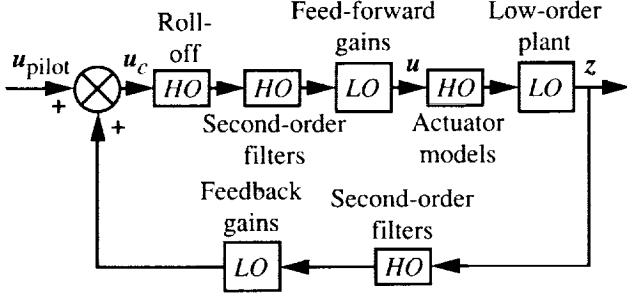 Roll-
off
Feed-forward
gains
Low-order
plant
u_pilot
u_c
HO
HO
LO
u
HO
LO
z
+
+
Second-order
filters
Actuator
models
Feedback
gains
Second-order
filters
LO
HO